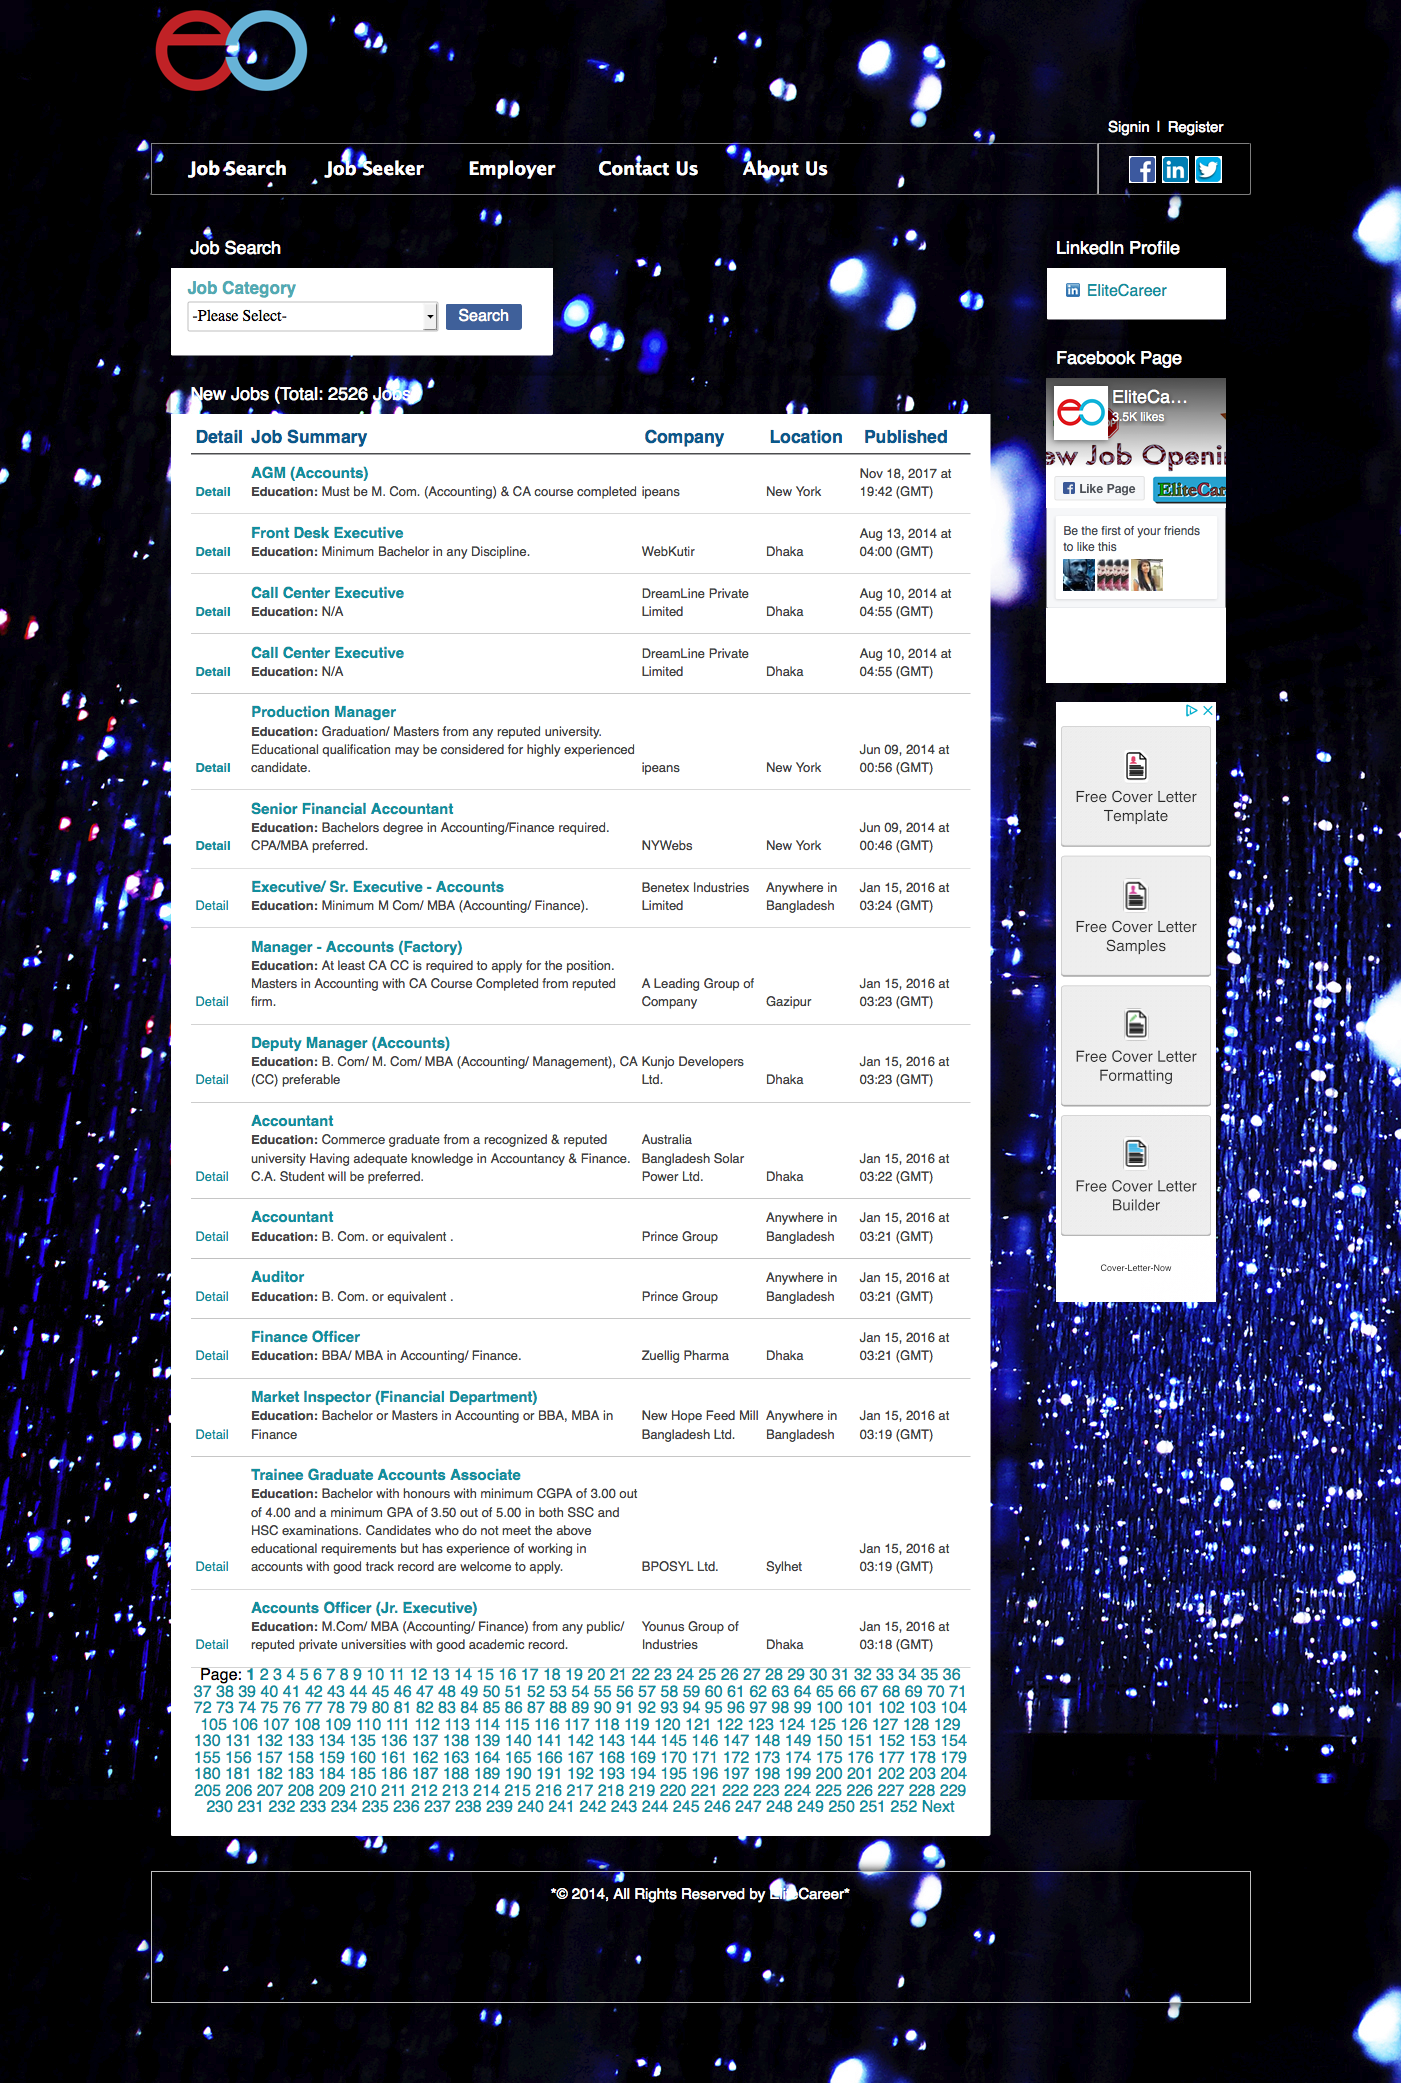 eo
Signin | Register
Job Search Job Seeker Employer Contact Us About Us
Job Search
Job Category
-Please Select- Search
LinkedIn Profile
EliteCareer
Facebook Page
EliteCa...
3.5K likes
ew Job Openi
Like Page EliteCar
Be the first of your friends
to like this
New Jobs (Total: 2526 Jobs)
Detail Job Summary Company Location Published
AGM (Accounts) Nov 18, 2017 at
Detail Education: Must be M. Com. (Accounting) & CA course completed ipeans New York 19:42 (GMT)
Front Desk Executive Aug 13, 2014 at
Detail Education: Minimum Bachelor in any Discipline. WebKutir Dhaka 04:00 (GMT)
Call Center Executive DreamLine Private Aug 10, 2014 at
Detail Education: N/A Limited Dhaka 04:55 (GMT)
Call Center Executive DreamLine Private Aug 10, 2014 at
Detail Education: N/A Limited Dhaka 04:55 (GMT)
Production Manager
Education: Graduation/ Masters from any reputed university.
Educational qualification may be considered for highly experienced Jun 09, 2014 at
Detail candidate. ipeans New York 00:56 (GMT)
Senior Financial Accountant
Education: Bachelors degree in Accounting/Finance required. Jun 09, 2014 at
Detail CPA/MBA preferred. NYWebs New York 00:46 (GMT)
Executive/ Sr. Executive - Accounts Benetex Industries Anywhere in Jan 15, 2016 at
Detail Education: Minimum M Com/ MBA (Accounting/ Finance). Limited Bangladesh 03:24 (GMT)
Manager - Accounts (Factory)
Education: At least CA CC is required to apply for the position.
Masters in Accounting with CA Course Completed from reputed A Leading Group of Jan 15, 2016 at
Detail firm. Company Gazipur 03:23 (GMT)
Deputy Manager (Accounts)
Education: B. Com/ M. Com/ MBA (Accounting/ Management), CA Kunjo Developers Jan 15, 2016 at
Detail (CC) preferable Ltd. Dhaka 03:23 (GMT)
Accountant
Education: Commerce graduate from a recognized & reputed Australia
university Having adequate knowledge in Accountancy & Finance. Bangladesh Solar Jan 15, 2016 at
Detail C.A. Student will be preferred. Power Ltd. Dhaka 03:22 (GMT)
Accountant Anywhere in Jan 15, 2016 at
Detail Education: B. Com. or equivalent . Prince Group Bangladesh 03:21 (GMT)
Auditor Anywhere in Jan 15, 2016 at
Detail Education: B. Com. or equivalent . Prince Group Bangladesh 03:21 (GMT)
Finance Officer Jan 15, 2016 at
Detail Education: BBA/ MBA in Accounting/ Finance. Zuellig Pharma Dhaka 03:21 (GMT)
Market Inspector (Financial Department)
Education: Bachelor or Masters in Accounting or BBA, MBA in New Hope Feed Mill Anywhere in Jan 15, 2016 at
Detail Finance Bangladesh Ltd. Bangladesh 03:19 (GMT)
Trainee Graduate Accounts Associate
Education: Bachelor with honours with minimum CGPA of 3.00 out
of 4.00 and a minimum GPA of 3.50 out of 5.00 in both SSC and
HSC examinations. Candidates who do not meet the above
educational requirements but has experience of working in Jan 15, 2016 at
Detail accounts with good track record are welcome to apply. BPOSYL Ltd. Sylhet 03:19 (GMT)
Accounts Officer (Jr. Executive)
Education: M.Com/ MBA (Accounting/ Finance) from any public/ Younus Group of Jan 15, 2016 at
Detail reputed private universities with good academic record. Industries Dhaka 03:18 (GMT)
Page: 1 2 3 4 5 6 7 8 9 10 11 12 13 14 15 16 17 18 19 20 21 22 23 24 25 26 27 28 29 30 31 32 33 34 35 36
37 38 39 40 41 42 43 44 45 46 47 48 49 50 51 52 53 54 55 56 57 58 59 60 61 62 63 64 65 66 67 68 69 70 71
72 73 74 75 76 77 78 79 80 81 82 83 84 85 86 87 88 89 90 91 92 93 94 95 96 97 98 99 100 101 102 103 104
105 106 107 108 109 110 111 112 113 114 115 116 117 118 119 120 121 122 123 124 125 126 127 128 129
130 131 132 133 134 135 136 137 138 139 140 141 142 143 144 145 146 147 148 149 150 151 152 153 154
155 156 157 158 159 160 161 162 163 164 165 166 167 168 169 170 171 172 173 174 175 176 177 178 179
180 181 182 183 184 185 186 187 188 189 190 191 192 193 194 195 196 197 198 199 200 201 202 203 204
205 206 207 208 209 210 211 212 213 214 215 216 217 218 219 220 221 222 223 224 225 226 227 228 229
230 231 232 233 234 235 236 237 238 239 240 241 242 243 244 245 246 247 248 249 250 251 252 Next
Free Cover Letter
Template
Free Cover Letter
Samples
Free Cover Letter
Formatting
Free Cover Letter
Builder
Cover-Letter-Now
*© 2014, All Rights Reserved by EliteCareer*